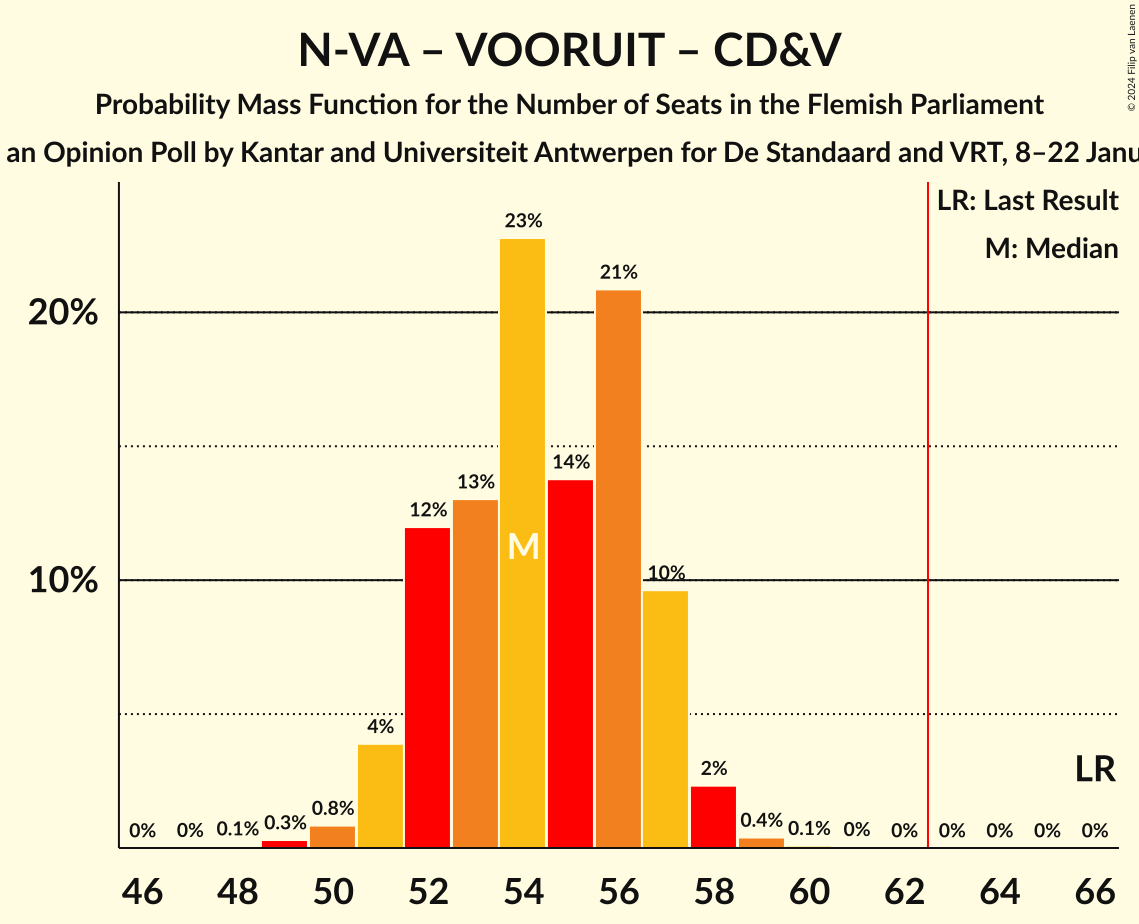 N-VA – VOORUIT – CD&V
© 2024 Filip van Laenen
Probability Mass Function for the Number of Seats in the Flemish Parliament
an Opinion Poll by Kantar and Universiteit Antwerpen for De Standaard and VRT, 8–22 Janu
LR: Last Result
M: Median
20%
10%
0% 0% 0.1% 0.3% 0.8% 4% 12% 13% 23% 14% 21% 10% 2% 0.4% 0.1% 0% 0% 0% 0% 0% 0%
M
LR
46 48 50 52 54 56 58 60 62 64 66